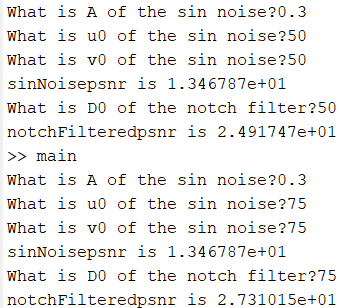 What is A of the sin noise?0.3
What is u0 of the sin noise?50
What is v0 of the sin noise?50
sinNoisepsnr is 1.346787e+01
What is D0 of the notch filter?50
notchFilteredpsnr is 2.491747e+01
>> main
What is A of the sin noise?0.3
What is u0 of the sin noise?75
What is v0 of the sin noise?75
sinNoisepsnr is 1.346787e+01
What is D0 of the notch filter?75
notchFilteredpsnr is 2.731015e+01